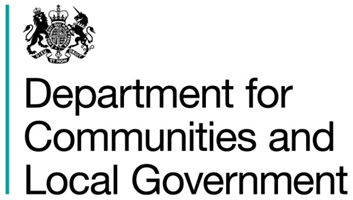 Department for
Communities and
Local Government